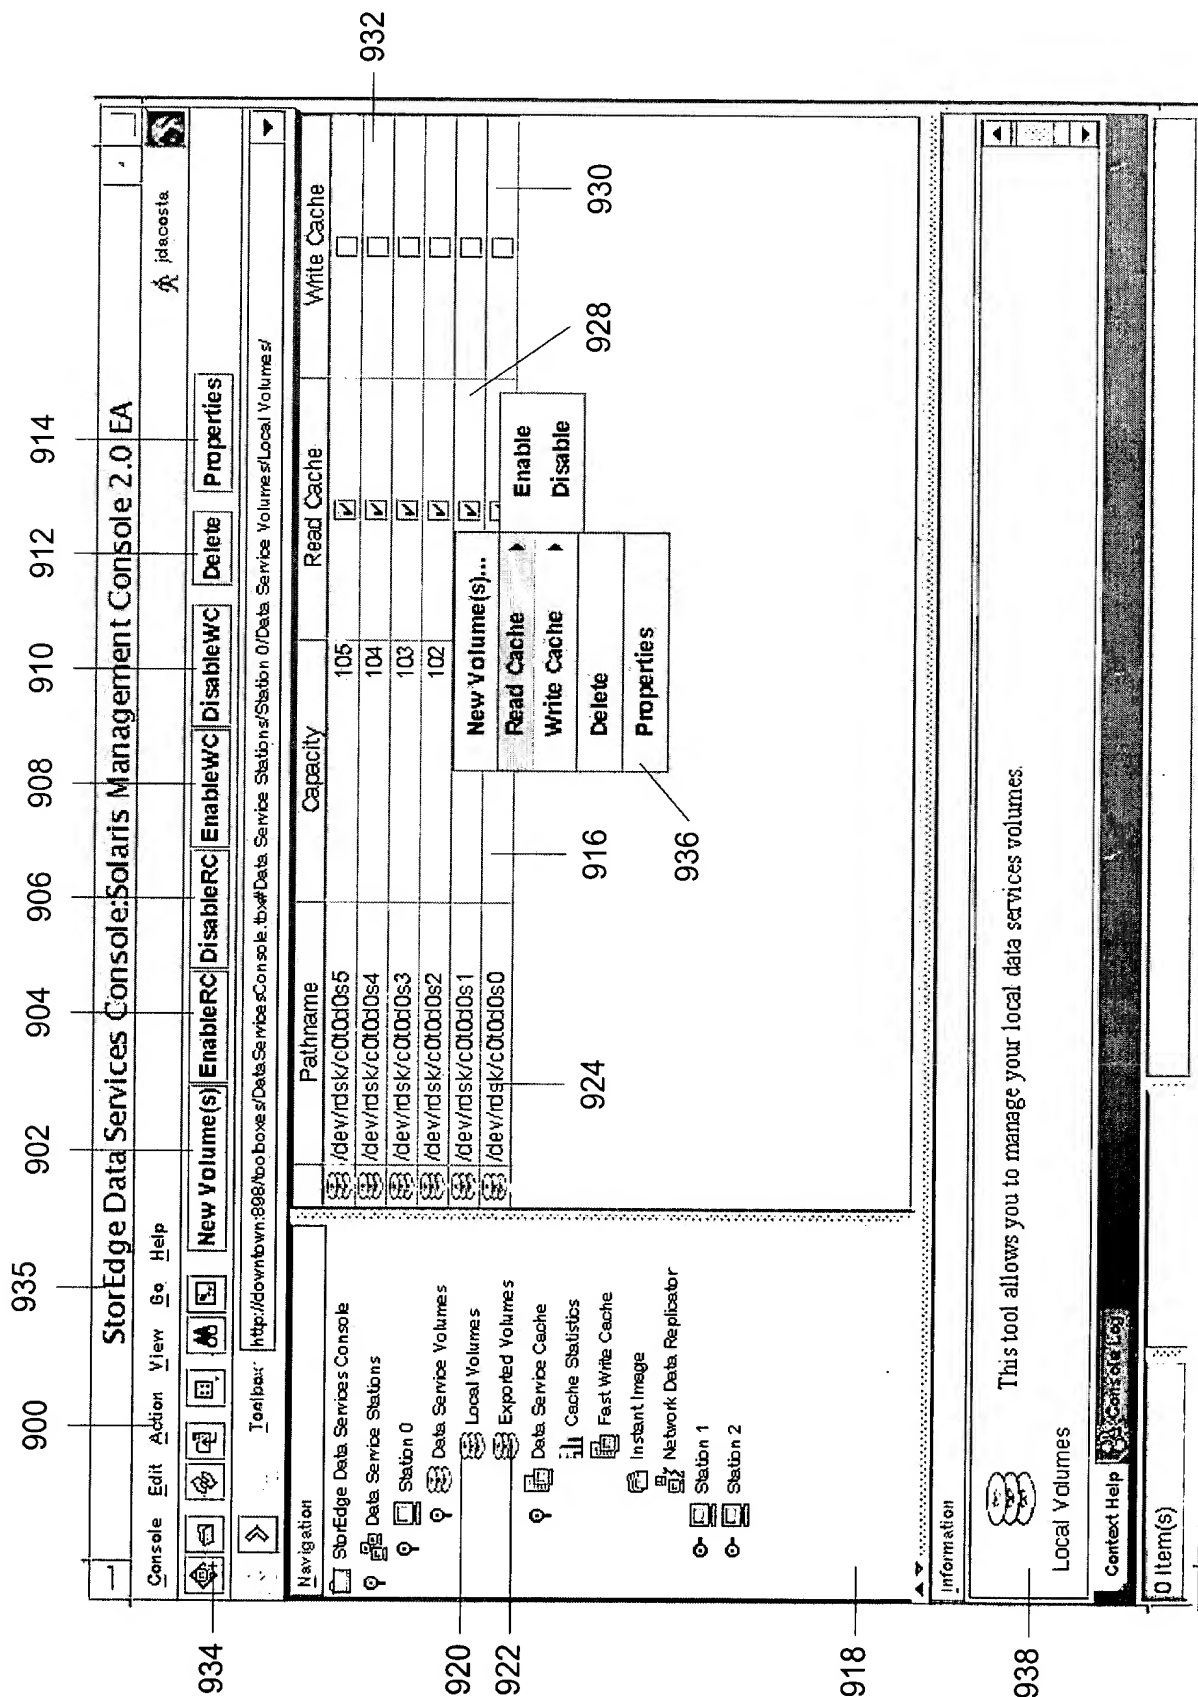 900
935
902
904
906
908
910
912
914
StorEdge Data Services Console:Solaris Management Console 2.0 EA
Console Edit Action View Go Help
jdacosta
934
New Volume(s) EnableRC DisableRC EnableWC DisableWC Delete Properties
Toolbox: http://downtown:898/toolboxes/DataServicesConsole.tbx#Data Service Stations/Station 0/Data Service Volumes/Local Volumes/
Navigation
StorEdge Data Services Console
Data Service Stations
Station 0
Data Service Volumes
Local Volumes
Exported Volumes
Data Service Cache
Cache Statistics
Fast Write Cache
Instant Image
Network Data Replicator
Station 1
Station 2
920
922
918
Pathname Capacity Read Cache Write Cache
/dev/rdsk/c0t0d0s5 105
/dev/rdsk/c0t0d0s4 104
/dev/rdsk/c0t0d0s3 103
/dev/rdsk/c0t0d0s2 102
/dev/rdsk/c0t0d0s1
/dev/rdsk/c0t0d0s0
932
New Volume(s)...
Read Cache
Write Cache
Delete
Properties
Enable
Disable
924
916
928
930
936
Information
Local Volumes
This tool allows you to manage your local data services volumes.
938
Context Help Console Log
0 Item(s)